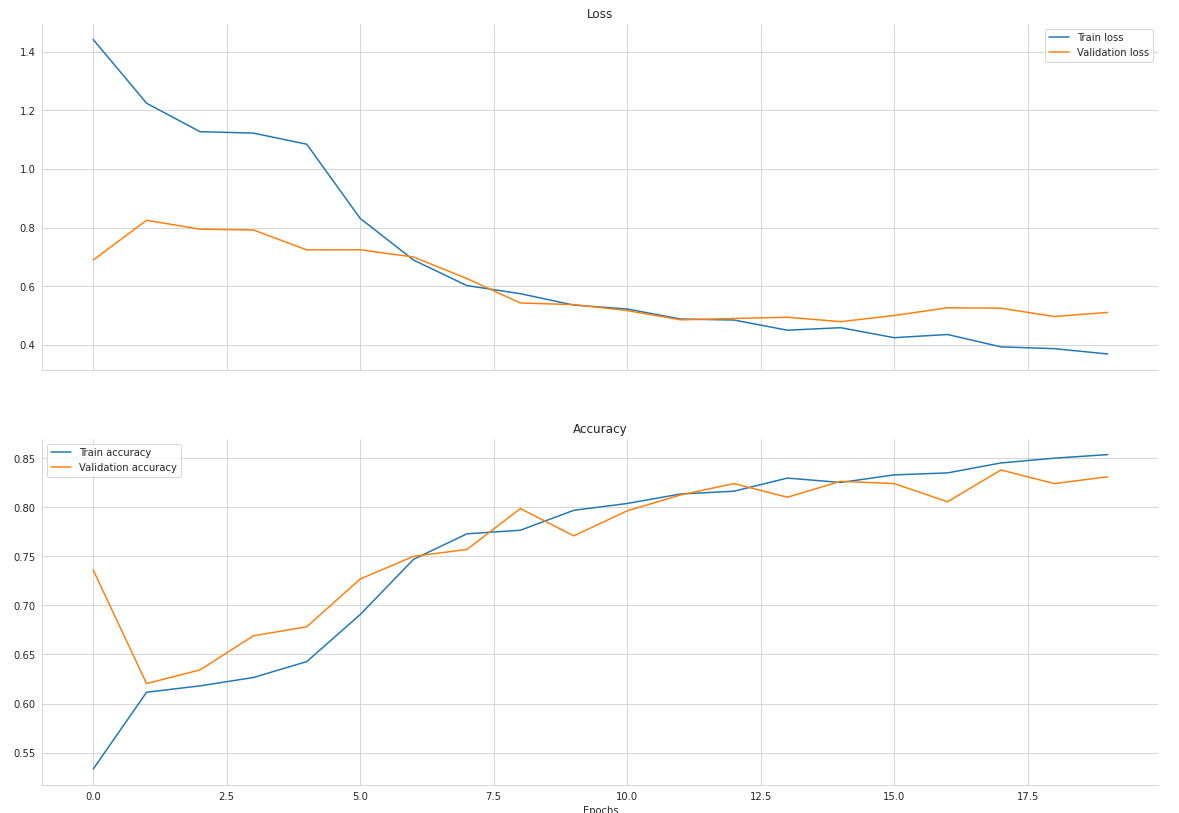 Loss
Train loss
Validation loss
1.4
1.2
1.0
0.8
0.6
0.4
Accuracy
Train accuracy
Validation accuracy
0.85
0.80
0.75
0.70
0.65
0.60
0.55
0.0 2.5 5.0 7.5 10.0 12.5 15.0 17.5
Epochs